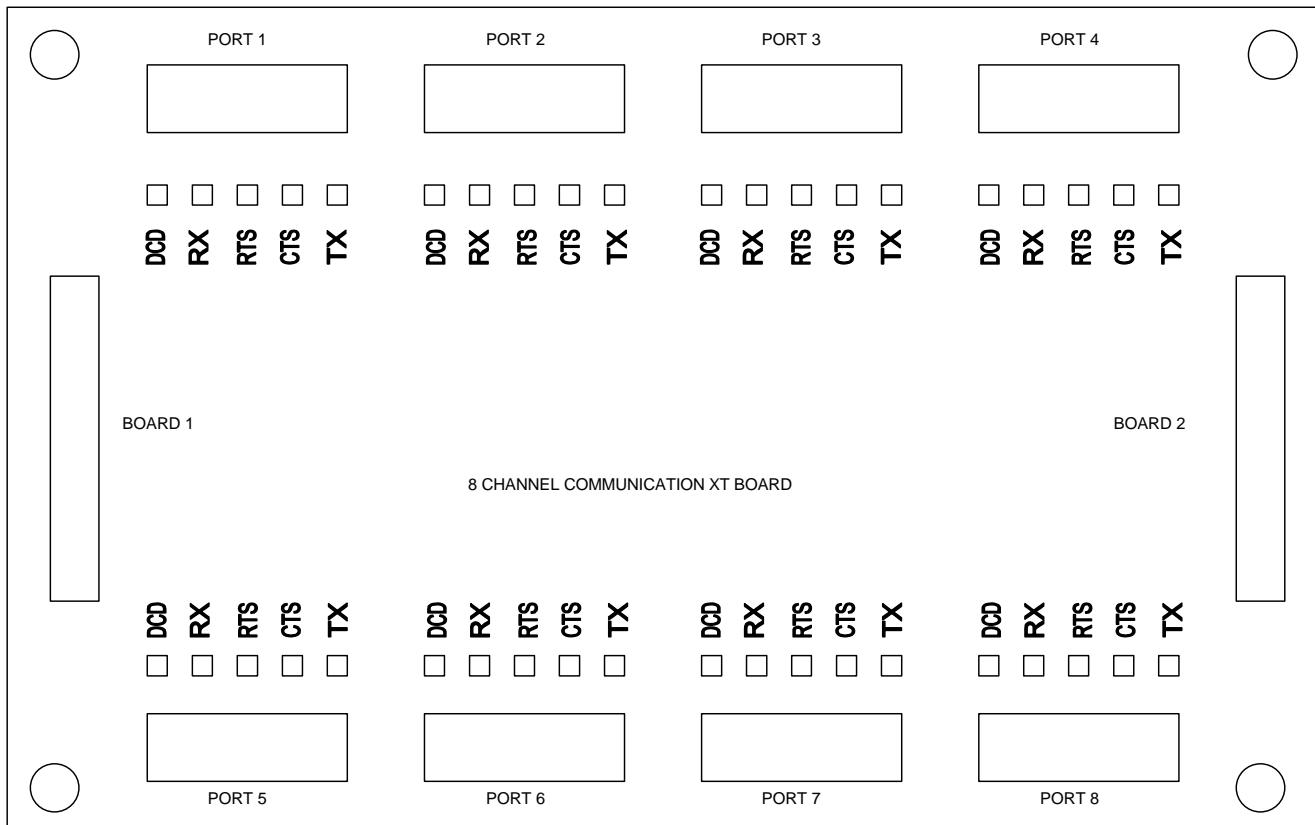 PORT 1 PORT 2 PORT 3 PORT 4
DCD RX RTS CTS TX DCD RX RTS CTS TX DCD RX RTS CTS TX DCD RX RTS CTS TX
BOARD 1 BOARD 2
8 CHANNEL COMMUNICATION XT BOARD
DCD RX RTS CTS TX DCD RX RTS CTS TX DCD RX RTS CTS TX DCD RX RTS CTS TX
PORT 5 PORT 6 PORT 7 PORT 8